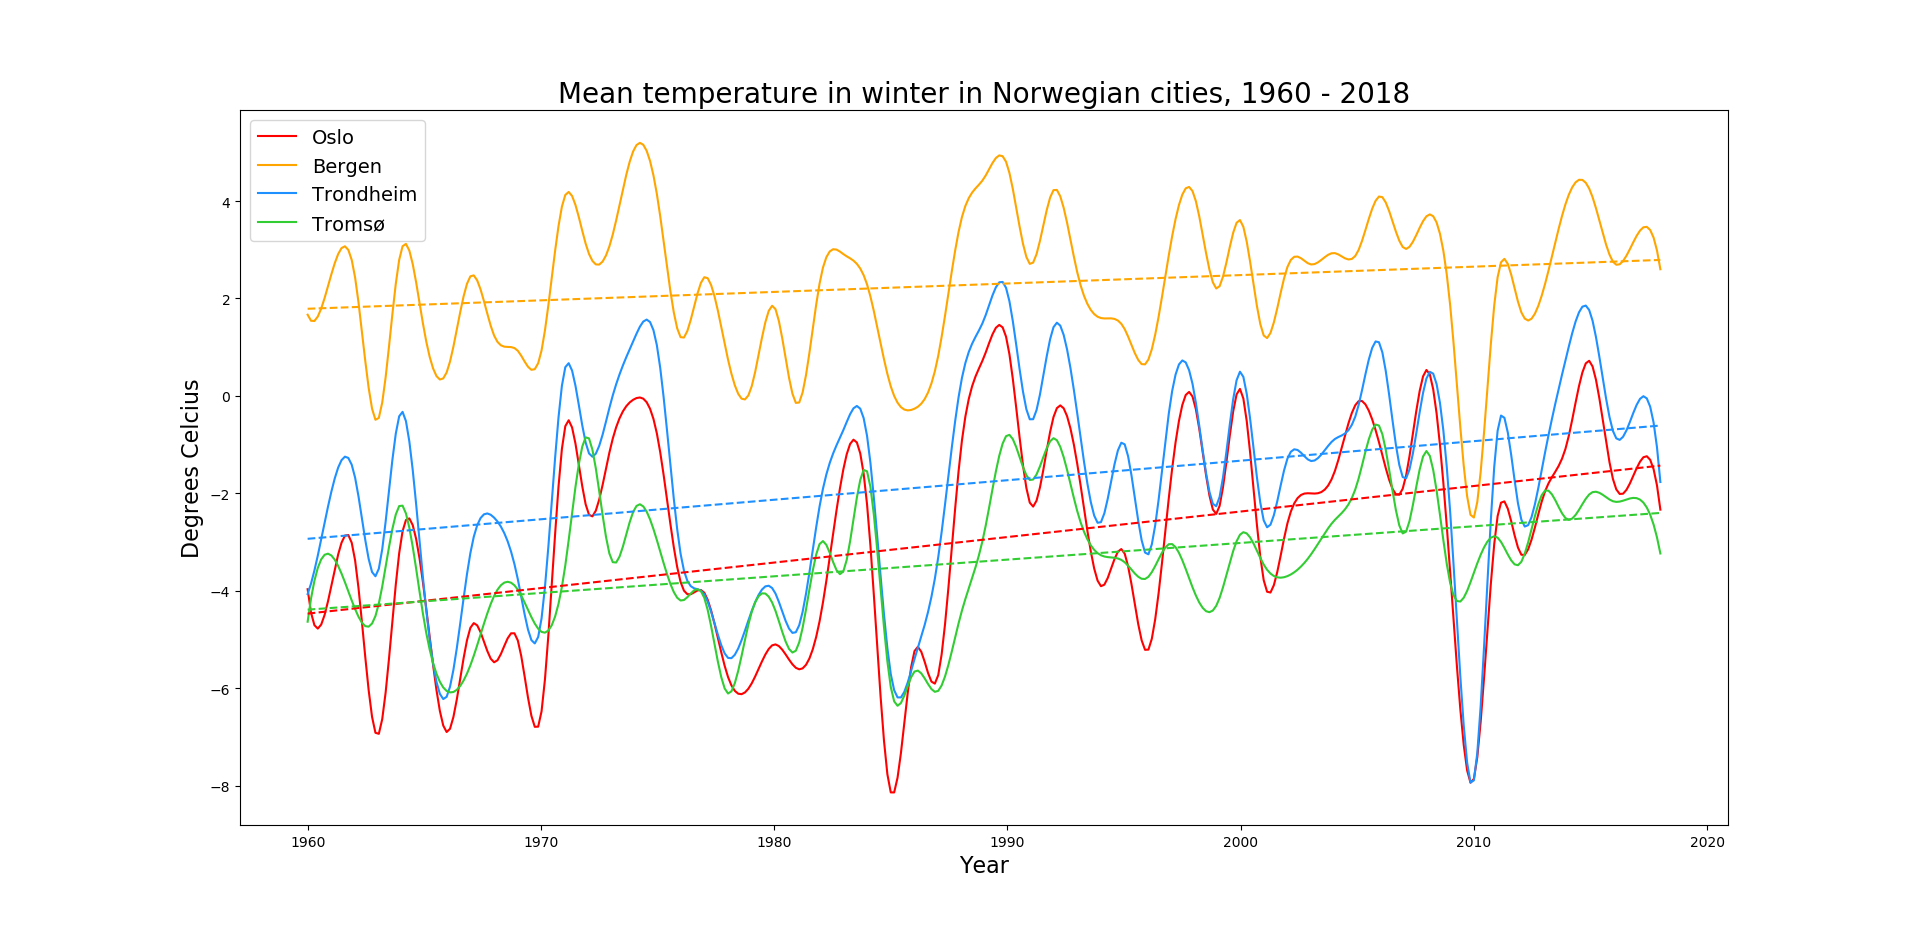 Mean temperature in winter in Norwegian cities, 1960 - 2018
Oslo
Bergen
Trondheim
Tromsø
Degrees Celcius
4
2
0
−2
−4
−6
−8
1960 1970 1980 1990 2000 2010 2020
Year